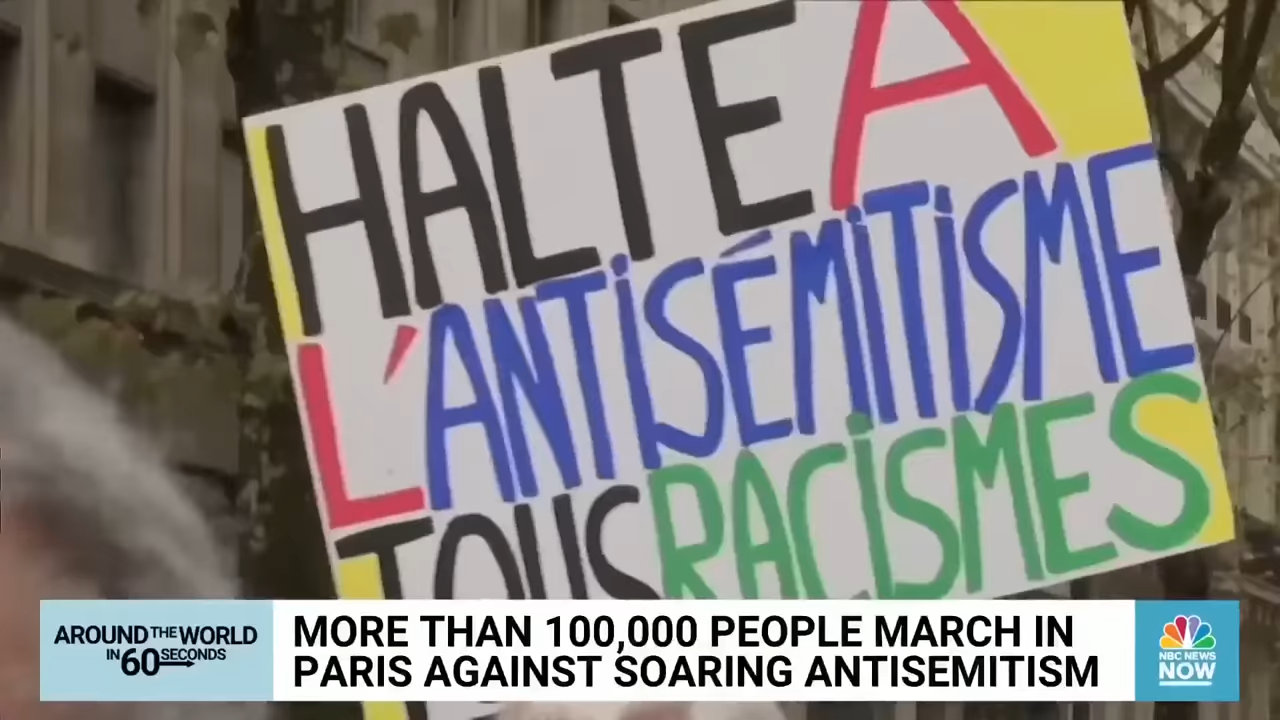 HALTE A
L'ANTISÉMITISME
TOUS RACISMES
AROUND THE WORLD
IN 60 SECONDS
MORE THAN 100,000 PEOPLE MARCH IN
PARIS AGAINST SOARING ANTISEMITISM
NBC NEWS
NOW